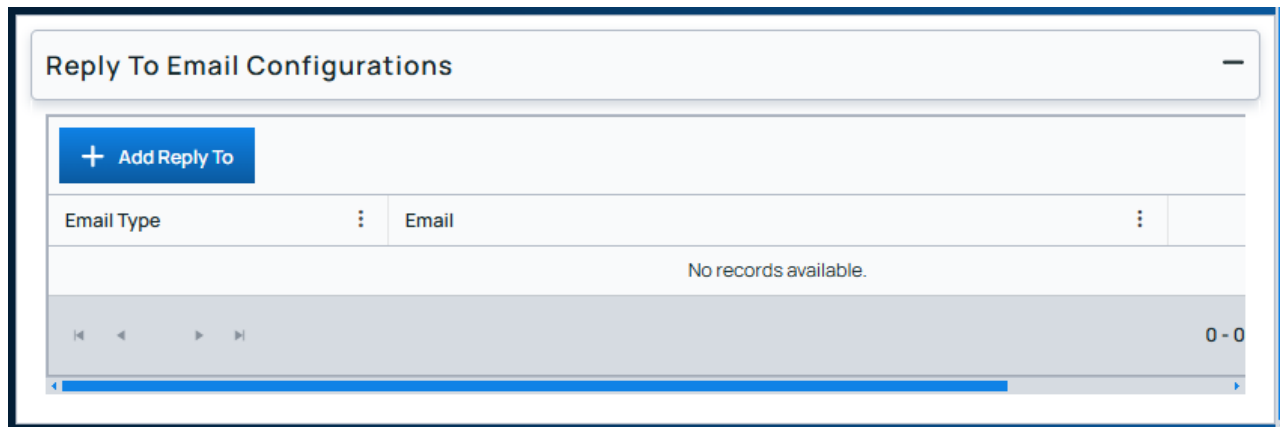 Reply To Email Configurations
Add Reply To
Email Type Email
No records available.
0 - 0